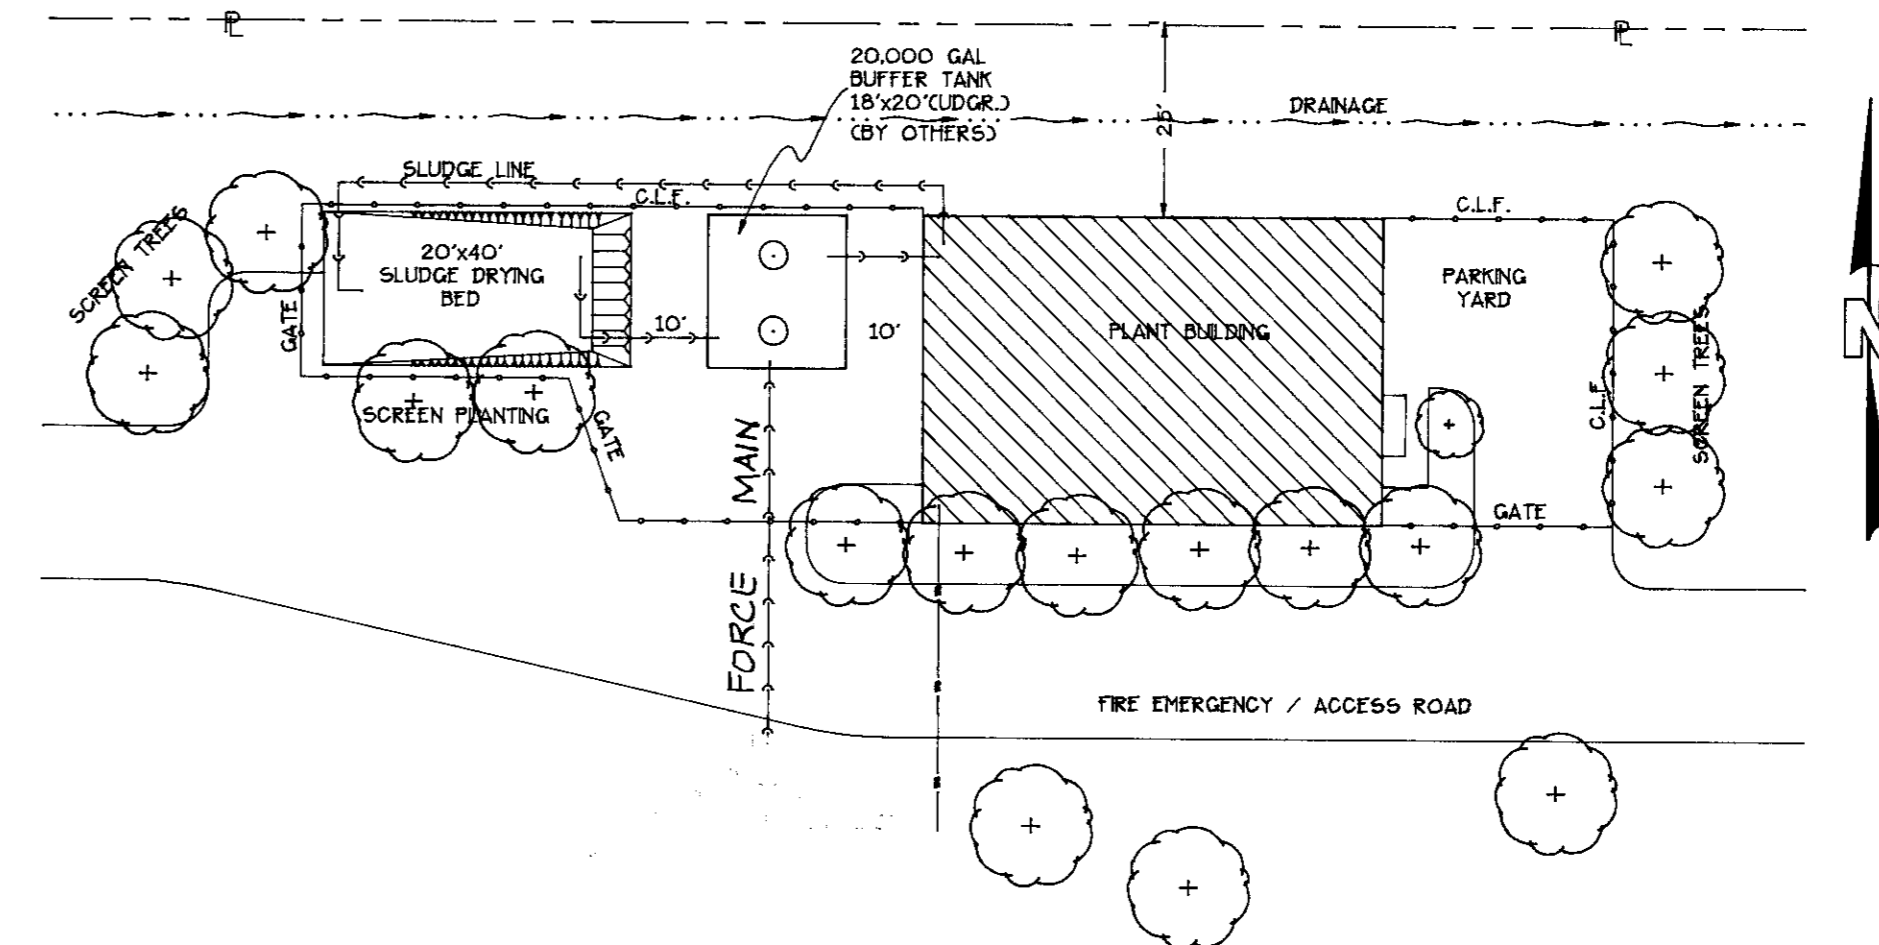 PL
PL
20,000 GAL
BUFFER TANK
18'x20'(UDGR.)
(BY OTHERS)
DRAINAGE
25'
SLUDGE LINE
C.L.F.
C.L.F.
SCREEN TREES
20'x40'
SLUDGE DRYING
BED
PARKING
YARD
GATE
10'
10'
PLANT BUILDING
N
SCREEN TREES
C.L.F
SCREEN PLANTING
GATE
FORCE MAIN
GATE
FIRE EMERGENCY / ACCESS ROAD